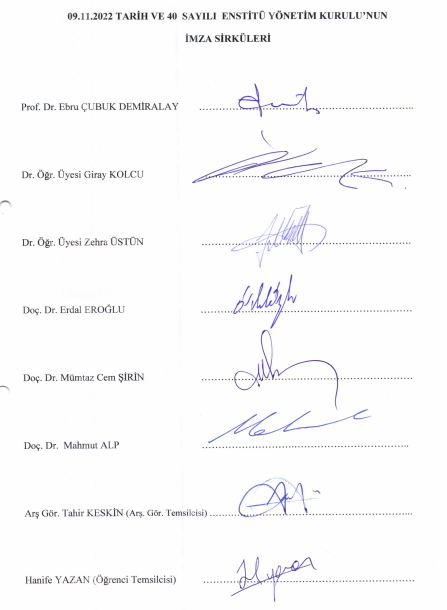 09.11.2022 TARİH VE 40 SAYILI ENSTİTÜ YÖNETİM KURULU'NUN
İMZA SİRKÜLERİ
Prof. Dr. Ebru ÇUBUK DEMİRALAY
Dr. Öğr. Üyesi Giray KOLCU
Dr. Öğr. Üyesi Zehra ÜSTÜN
Doç. Dr. Erdal EROĞLU
Doç. Dr. Mümtaz Cem ŞİRİN
Doç. Dr. Mahmut ALP
Arş Gör. Tahir KESKİN (Arş. Gör. Temsilcisi)
Hanife YAZAN (Öğrenci Temsilcisi)